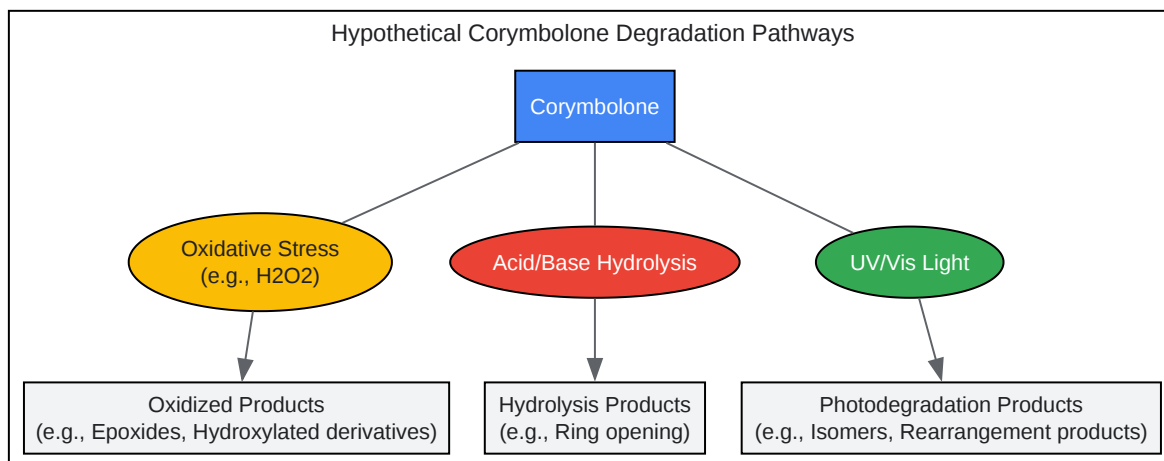 Hypothetical Corymbolone Degradation Pathways
Corymbolone
Oxidative Stress
(e.g., H2O2)
Acid/Base Hydrolysis
UV/Vis Light
Oxidized Products
(e.g., Epoxides, Hydroxylated derivatives)
Hydrolysis Products
(e.g., Ring opening)
Photodegradation Products
(e.g., Isomers, Rearrangement products)